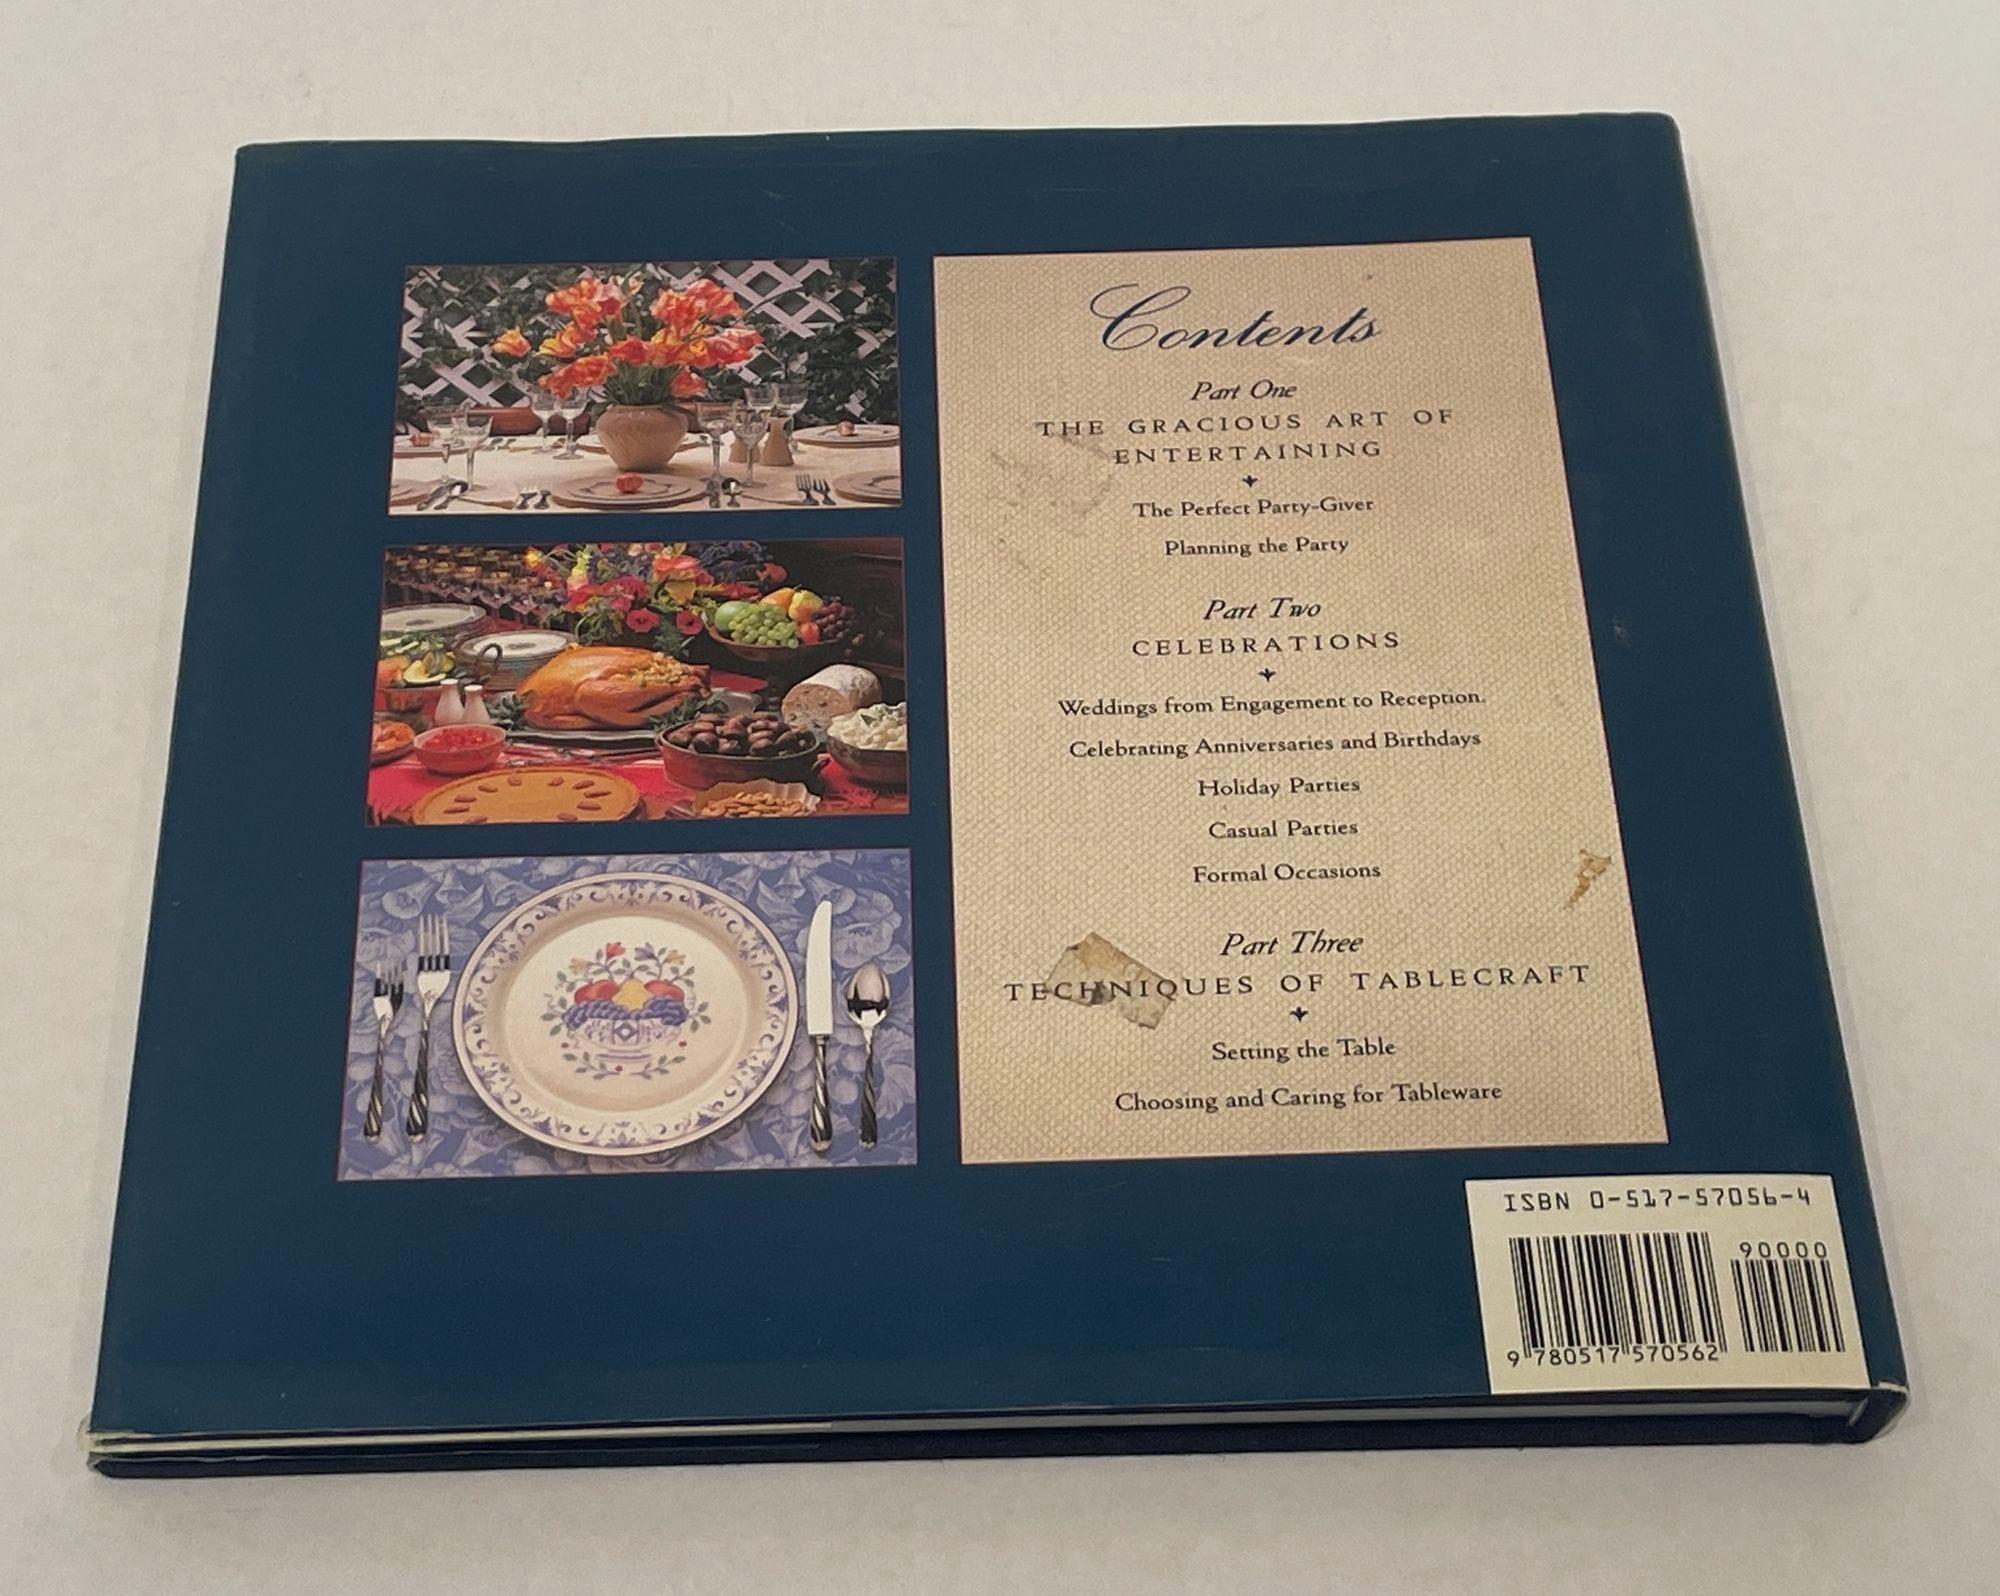 Contents
Part One
THE GRACIOUS ART OF
ENTERTAINING
The Perfect Party-Giver
Planning the Party
Part Two
CELEBRATIONS
Weddings from Engagement to Reception.
Celebrating Anniversaries and Birthdays
Holiday Parties
Casual Parties
Formal Occasions
Part Three
TECHNIQUES OF TABLECRAFT
Setting the Table
Choosing and Caring for Tableware
ISBN 0-517-57056-4
90000
9 780517 570562